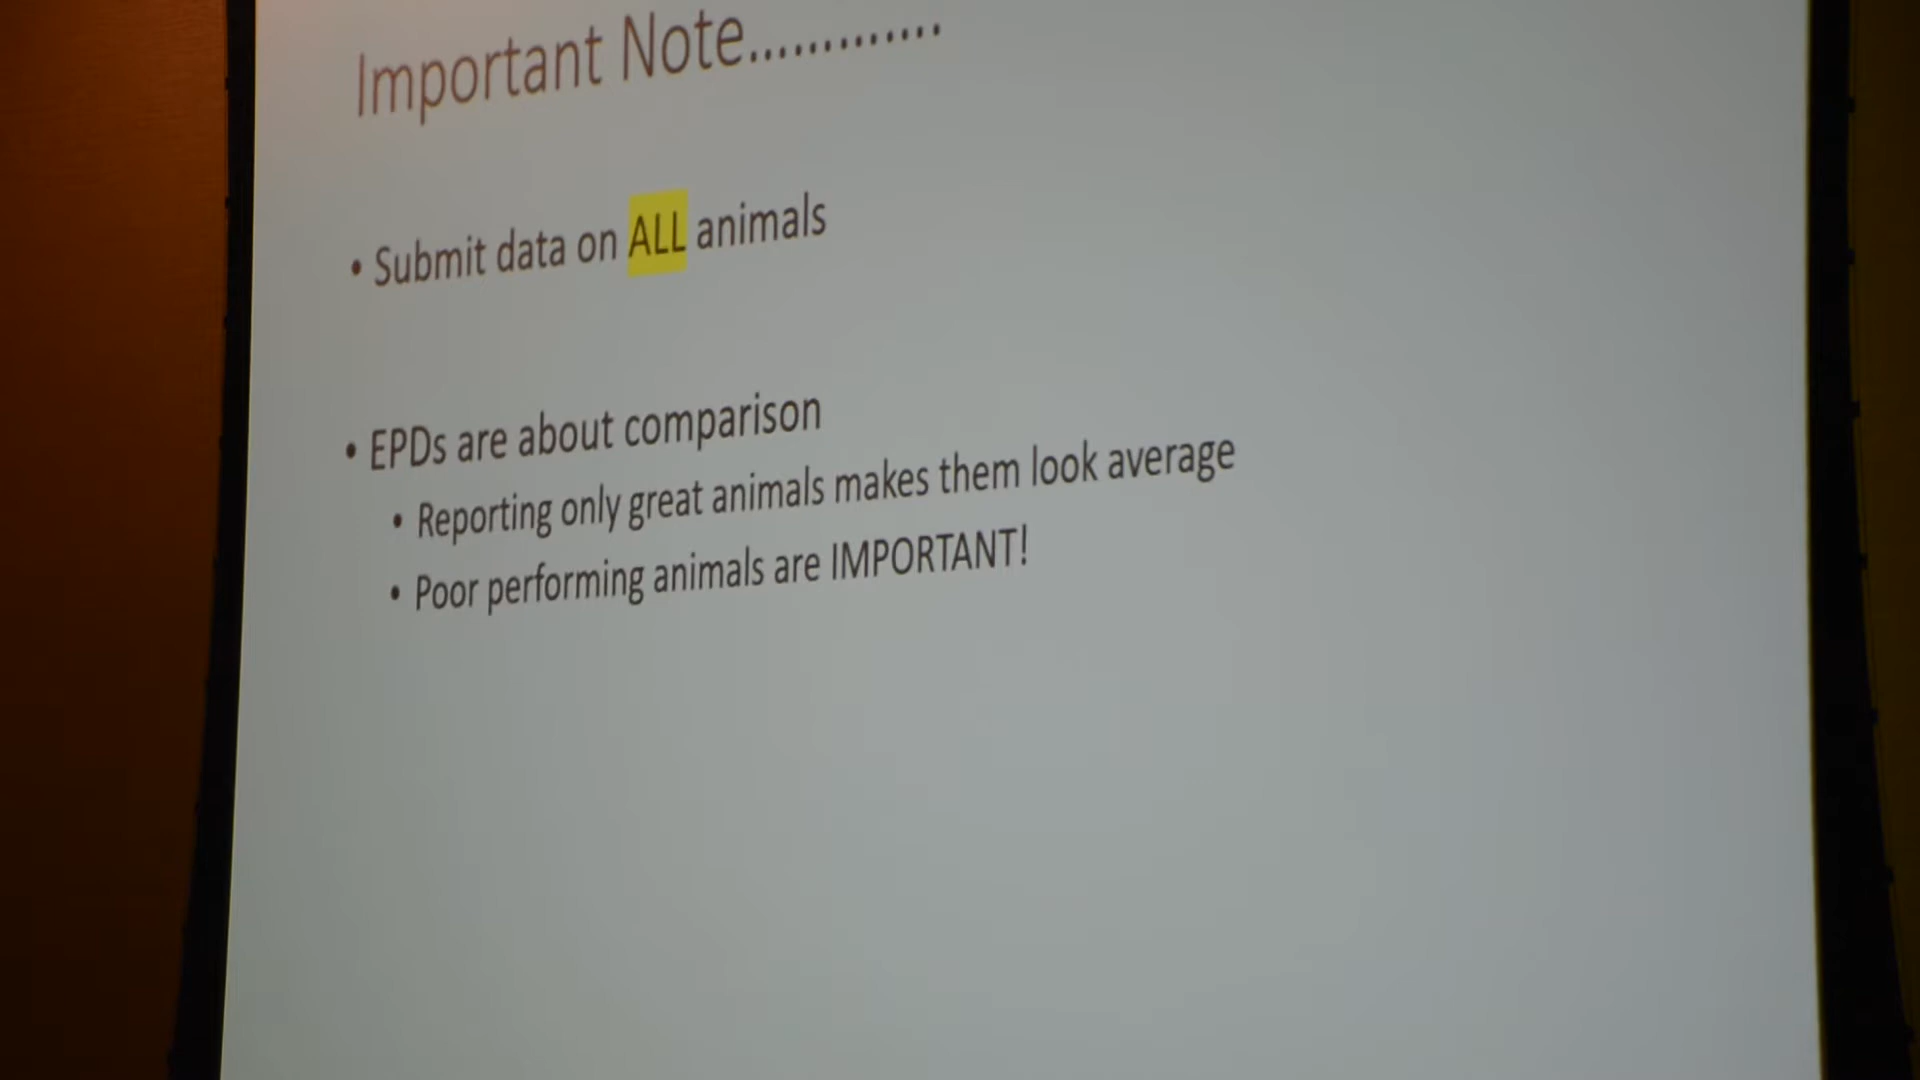 Important Note.............
• Submit data on ALL animals
• EPDs are about comparison
• Reporting only great animals makes them look average
• Poor performing animals are IMPORTANT!